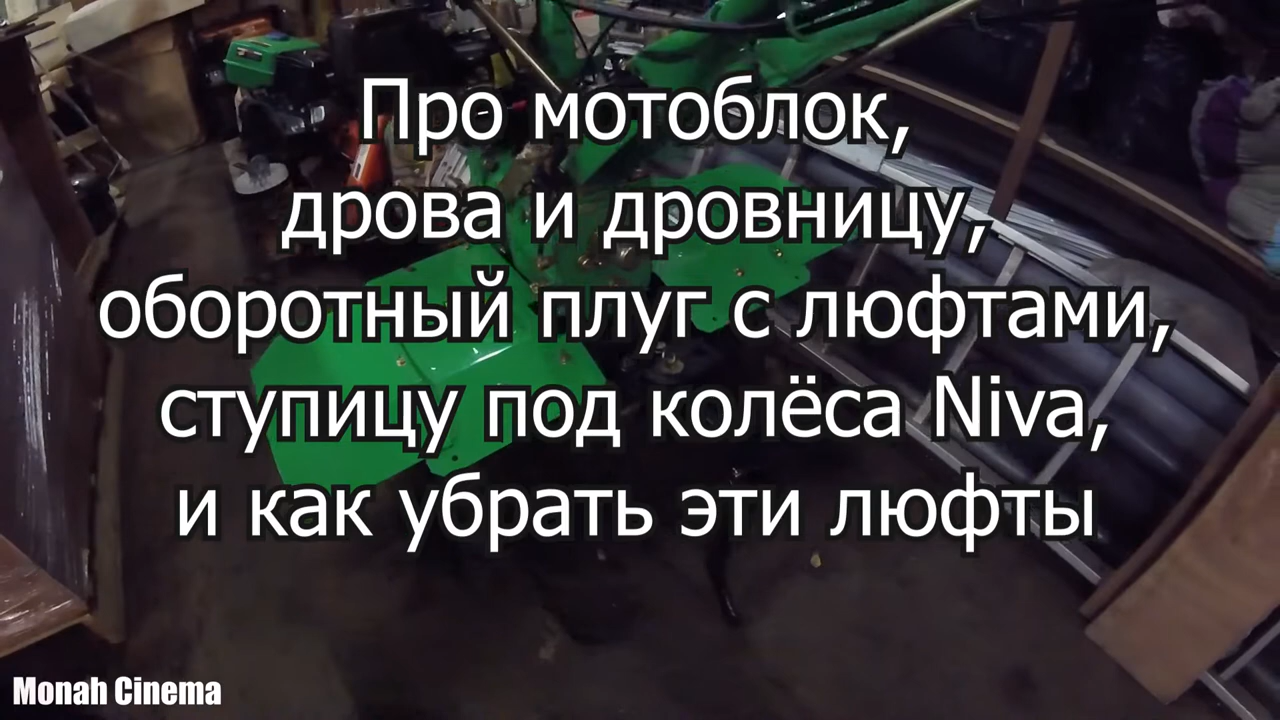 Про мотоблок,
дрова и дровницу,
оборотный плуг с люфтами,
ступицу под колёса Niva,
и как убрать эти люфты
Monah Cinema